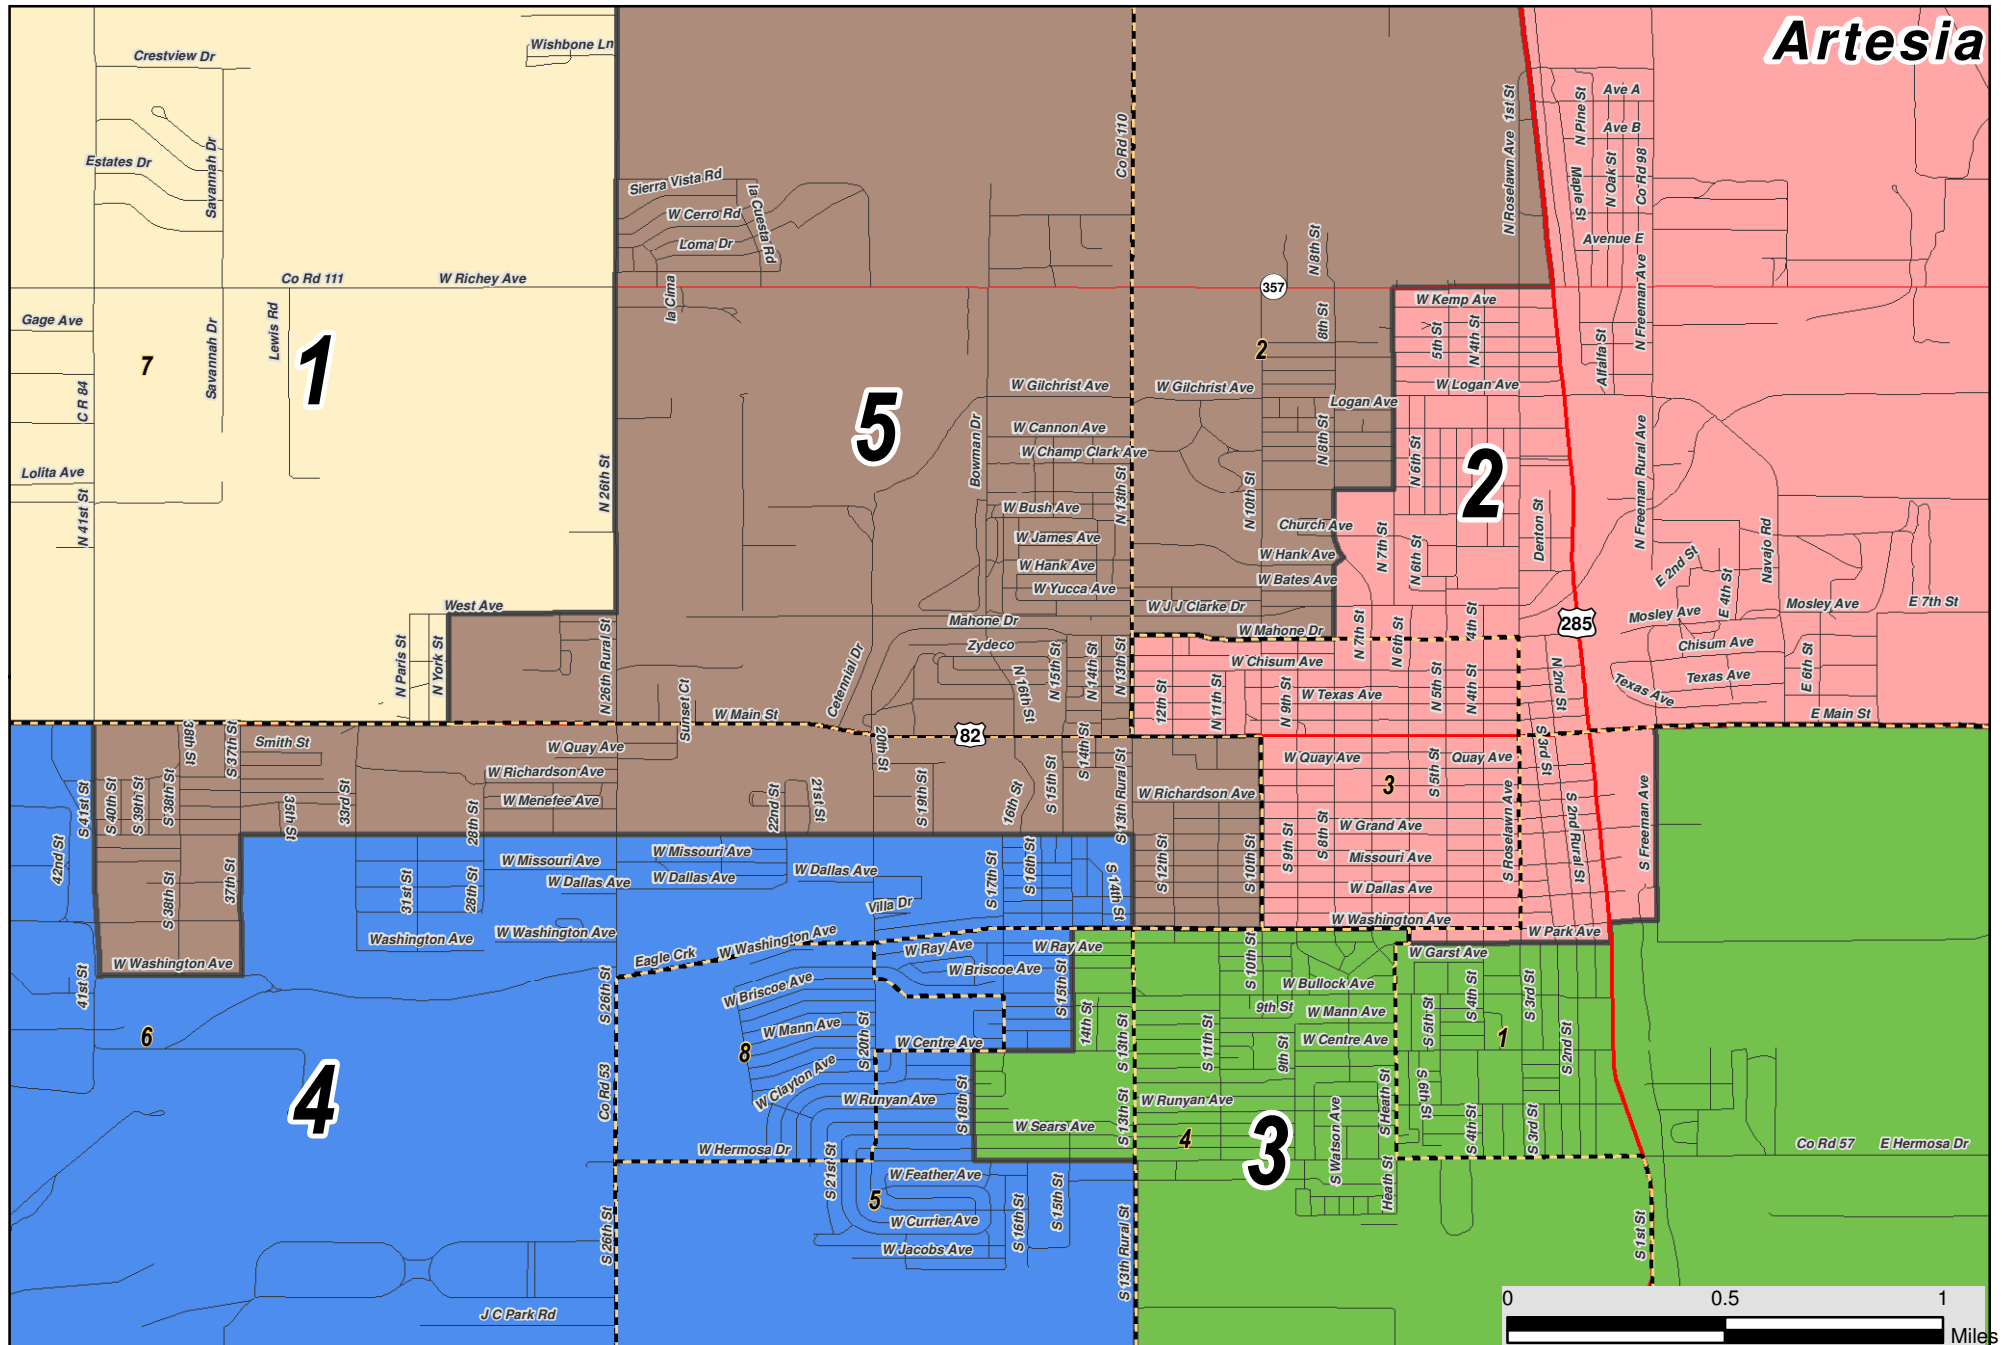 Artesia
Crestview Dr
Wishbone Ln
Estates Dr
Savannah Dr
Co Rd 110
N Roselawn Ave
1st St
N Pine St
Ave A
Ave B
N Oak St
Co Rd 98
Maple St
Avenue E
N Freeman Ave
Sierra Vista Rd
la Cuesta Rd
W Cerro Rd
Loma Dr
la Cima
N 8th St
Co Rd 111
W Richey Ave
357
W Kemp Ave
Gage Ave
7
Savannah Dr
Lewis Rd
1
2
8th St
5th St
N 4th St
Alfalfa St
C R 84
W Gilchrist Ave
W Gilchrist Ave
W Logan Ave
Logan Ave
5
Bowman Dr
W Cannon Ave
W Champ Clark Ave
N 8th St
N 6th St
2
N Freeman Rural Ave
Lolita Ave
N 41st St
N 26th St
N 13th St
N 10th St
W Bush Ave
Church Ave
W James Ave
W Hank Ave
W Hank Ave
W Bates Ave
W Yucca Ave
N 7th St
N 6th St
Denton St
E 2nd St
E 4th St
Navajo Rd
West Ave
W J J Clarke Dr
Mosley Ave
Mosley Ave
E 7th St
N Paris St
N York St
N 26th Rural St
Mahone Dr
W Mahone Dr
285
4th St
Zydeco
N 7th St
N 6th St
Chisum Ave
W Chisum Ave
Centennial Dr
N 16th St
N 15th St
N 14th St
N 13th St
12th St
N 11th St
N 9th St
W Texas Ave
N 5th St
N 4th St
N 2nd St
Texas Ave
Texas Ave
E 6th St
Sunset Ct
W Main St
E Main St
82
38th St
S 37th St
Smith St
W Quay Ave
20th St
S 14th St
W Quay Ave
Quay Ave
S 3rd St
S 5th St
W Richardson Ave
W Richardson Ave
W Menefee Ave
S 41st St
S 40th St
S 39th St
S 38th St
35th St
33rd St
28th St
22nd St
21st St
S 19th St
16th St
S 15th St
S 13th Rural St
3
W Grand Ave
S 9th St
S 8th St
S Roselawn Ave
S 2nd Rural St
S Freeman Ave
42nd St
W Missouri Ave
W Missouri Ave
Missouri Ave
W Dallas Ave
W Dallas Ave
W Dallas Ave
W Dallas Ave
37th St
S 38th St
31st St
28th St
Villa Dr
S 17th St
S 16th St
S 14th St
S 12th St
S 10th St
W Washington Ave
Washington Ave
W Washington Ave
W Washington Ave
W Washington Ave
W Park Ave
Eagle Crk
W Ray Ave
W Ray Ave
W Briscoe Ave
W Briscoe Ave
41st St
S 26th St
S 15th St
S 10th St
W Garst Ave
W Bullock Ave
9th St
W Mann Ave
W Mann Ave
S 4th St
S 3rd St
6
8
S 20th St
W Centre Ave
14th St
S 13th St
S 11th St
9th St
W Centre Ave
S 5th St
1
S 2nd St
4
Co Rd 53
W Clayton Ave
W Runyan Ave
S 18th St
W Runyan Ave
W Sears Ave
S 13th St
4
3
S Watson Ave
S Heath St
S 6th St
S 4th St
S 3rd St
Co Rd 57
E Hermosa Dr
W Hermosa Dr
S 21st St
W Feather Ave
5
W Currier Ave
W Jacobs Ave
S 16th St
S 15th St
S 13th Rural St
Heath St
S 1st St
S 26th St
J C Park Rd
0
0.5
1
Miles